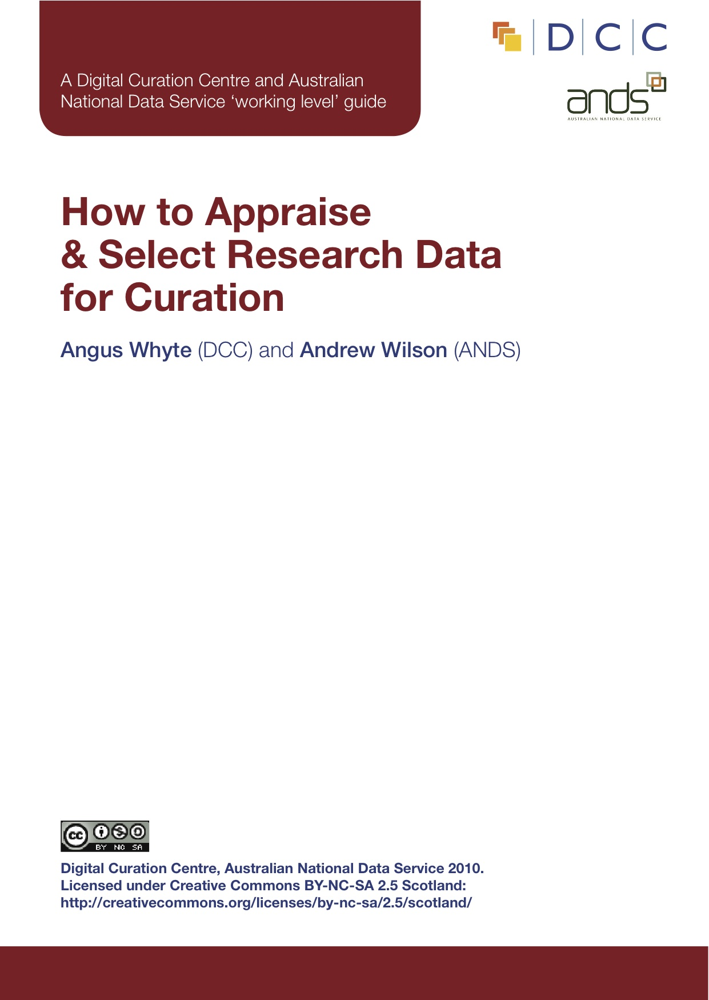 A Digital Curation Centre and Australian
National Data Service ‘working level’ guide
D C C
ands
AUSTRALIAN NATIONAL DATA SERVICE
How to Appraise
& Select Research Data
for Curation
Angus Whyte (DCC) and Andrew Wilson (ANDS)
cc
BY NC SA
Digital Curation Centre, Australian National Data Service 2010.
Licensed under Creative Commons BY-NC-SA 2.5 Scotland:
http://creativecommons.org/licenses/by-nc-sa/2.5/scotland/